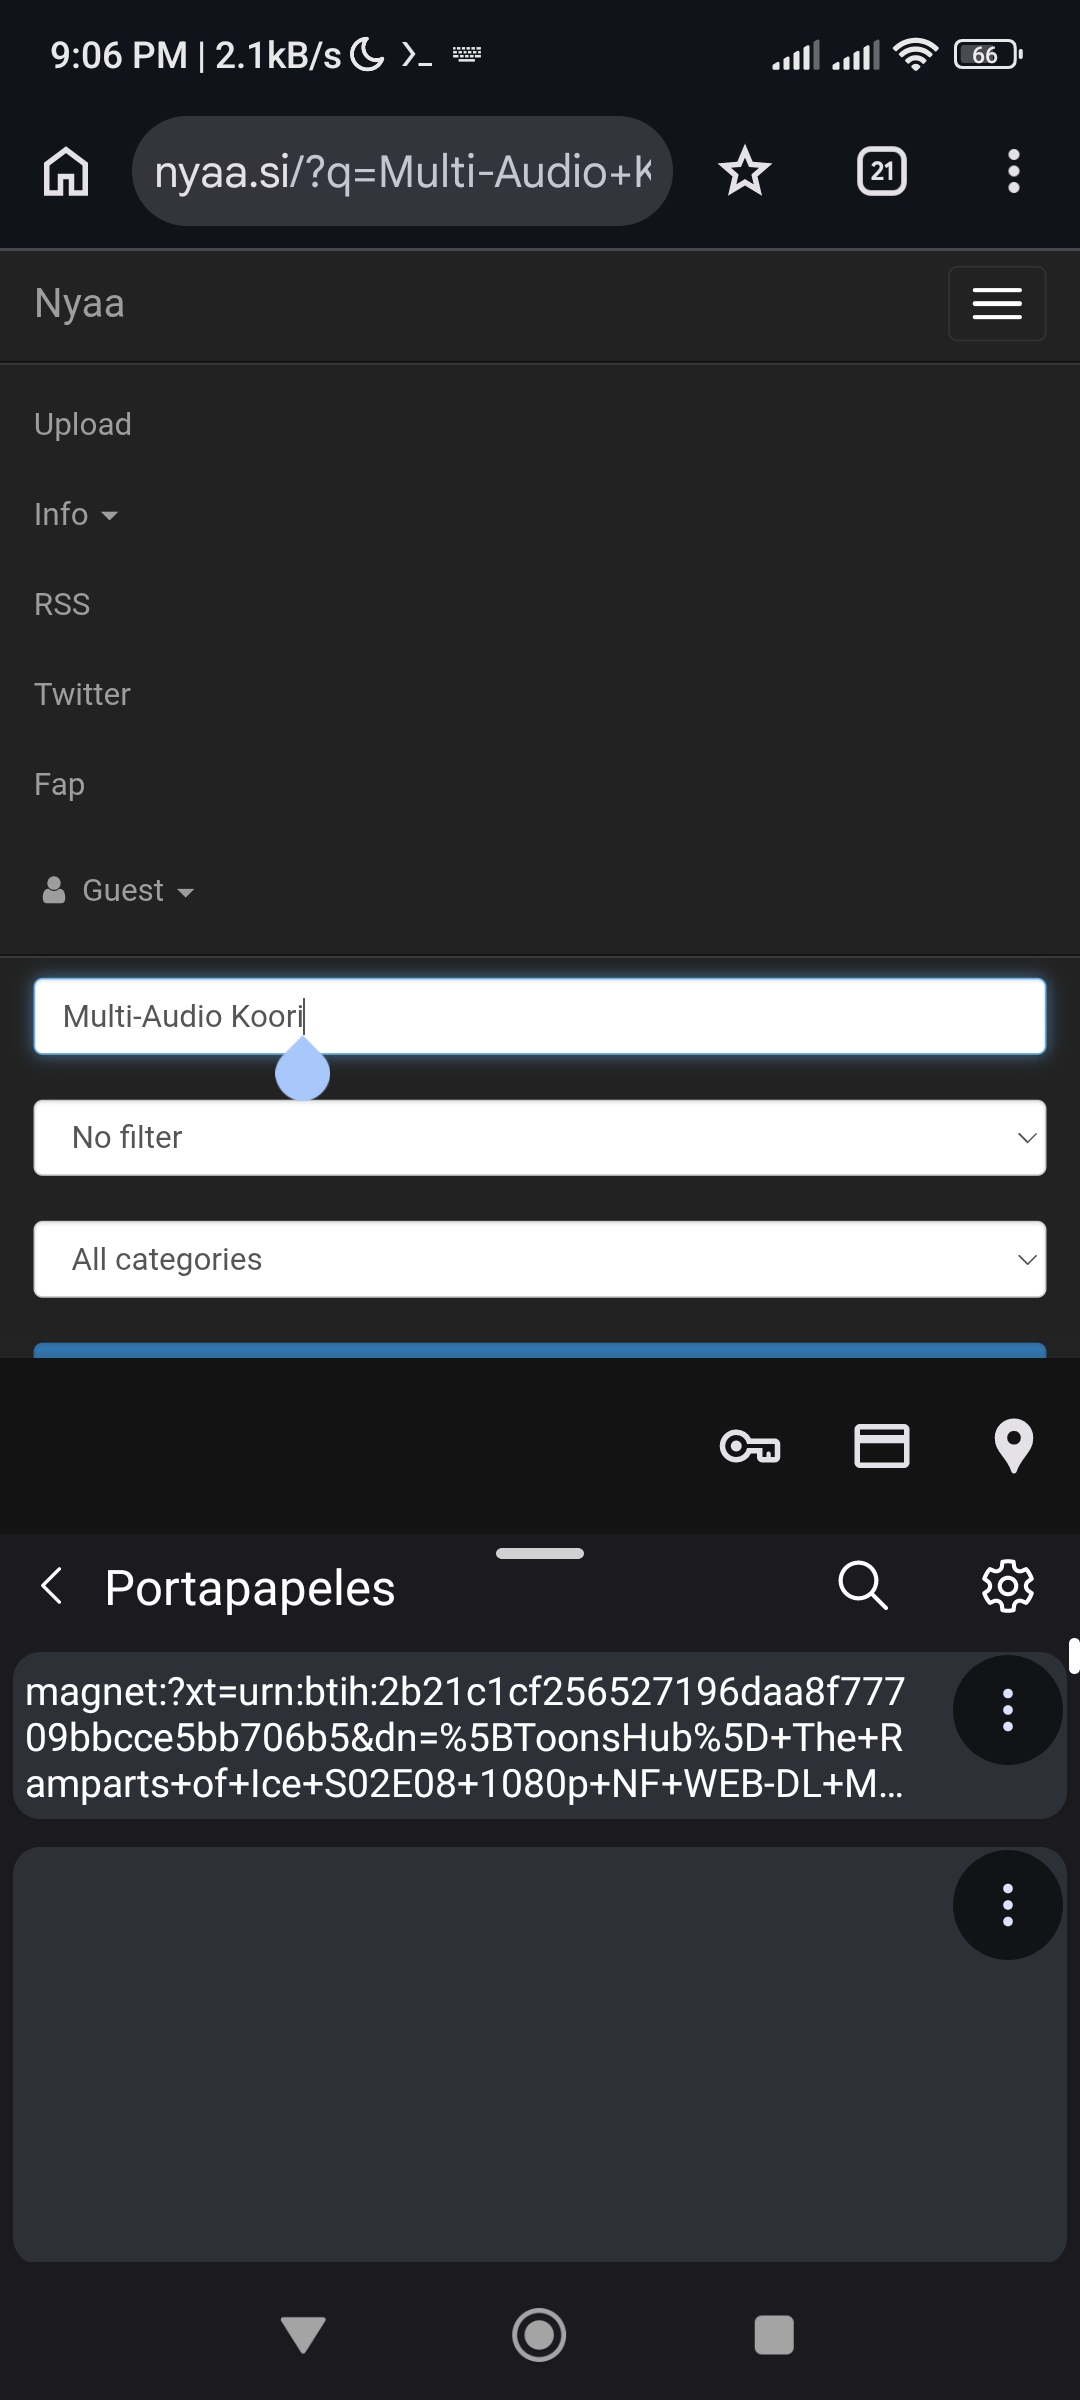 9:06 PM | 2.1kB/s
66
nyaa.si/?q=Multi-Audio+K
21
Nyaa
Upload
Info
RSS
Twitter
Fap
Guest
Multi-Audio Koori
No filter
All categories
Portapapeles
magnet:?xt=urn:btih:2b21c1cf256527196daa8f777
09bbcce5bb706b5&dn=%5BToonsHub%5D+The+R
amparts+of+Ice+S02E08+1080p+NF+WEB-DL+M...